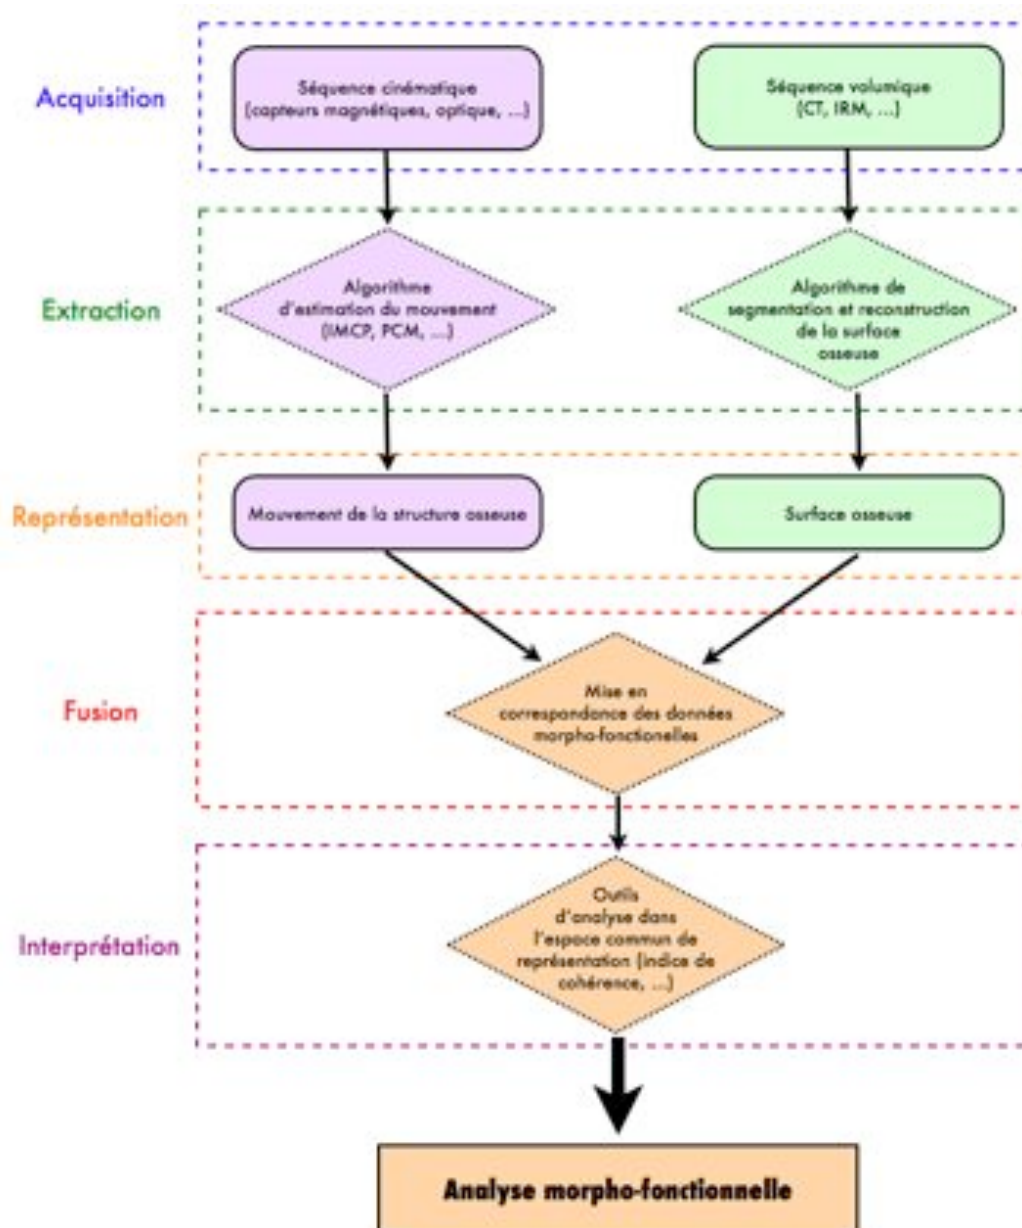 Acquisition
Séquence cinématique
(capteurs magnétiques, optique, ...)
Séquence volumique
(CT, IRM, ...)
Extraction
Algorithme
d'estimation du mouvement
(IMCP, PCM, ...)
Algorithme de
segmentation et reconstruction
de la surface
osseuse
Représentation
Mouvement de la structure osseuse
Surface osseuse
Fusion
Mise en
correspondance des données
morpho-fonctionelles
Interprétation
Outils
d'analyse dans
l'espace commun de
représentation (indice de
cohérence, ...)
Analyse morpho-fonctionnelle